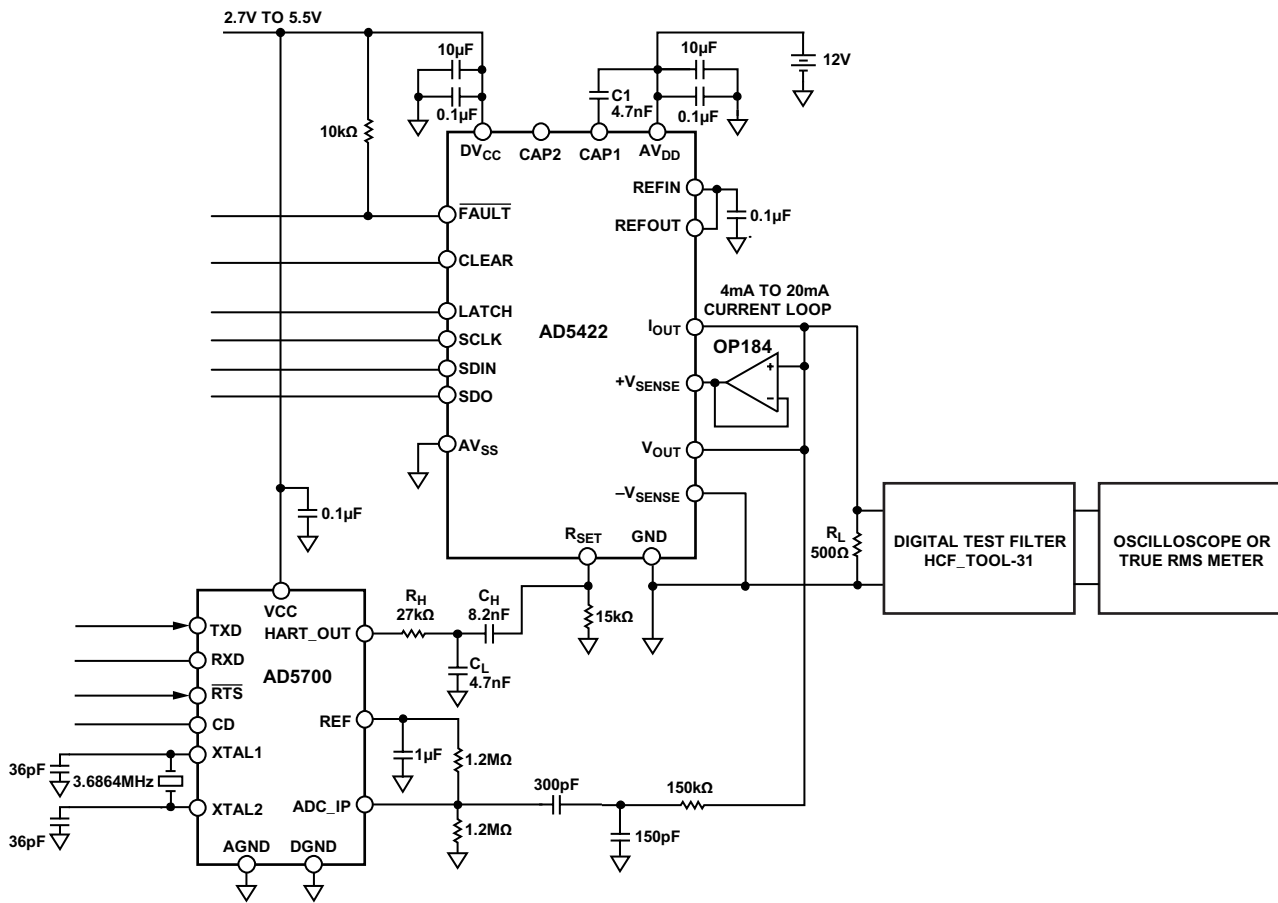 2.7V TO 5.5V
10µF
0.1µF
10kΩ
C1
4.7nF
10µF
0.1µF
12V
DVCC
CAP2
CAP1
AVDD
REFIN
REFOUT
0.1µF
FAULT
CLEAR
LATCH
SCLK
SDIN
SDO
AVSS
AD5422
4mA TO 20mA
CURRENT LOOP
IOUT
OP184
+
–
+VSENSE
VOUT
–VSENSE
RSET
GND
RL
500Ω
DIGITAL TEST FILTER
HCF_TOOL-31
OSCILLOSCOPE OR
TRUE RMS METER
0.1µF
15kΩ
RH
27kΩ
CH
8.2nF
CL
4.7nF
VCC
TXD
HART_OUT
RXD
AD5700
RTS
CD
REF
XTAL1
XTAL2
ADC_IP
AGND
DGND
36pF
3.6864MHz
36pF
1µF
1.2MΩ
1.2MΩ
300pF
150kΩ
150pF